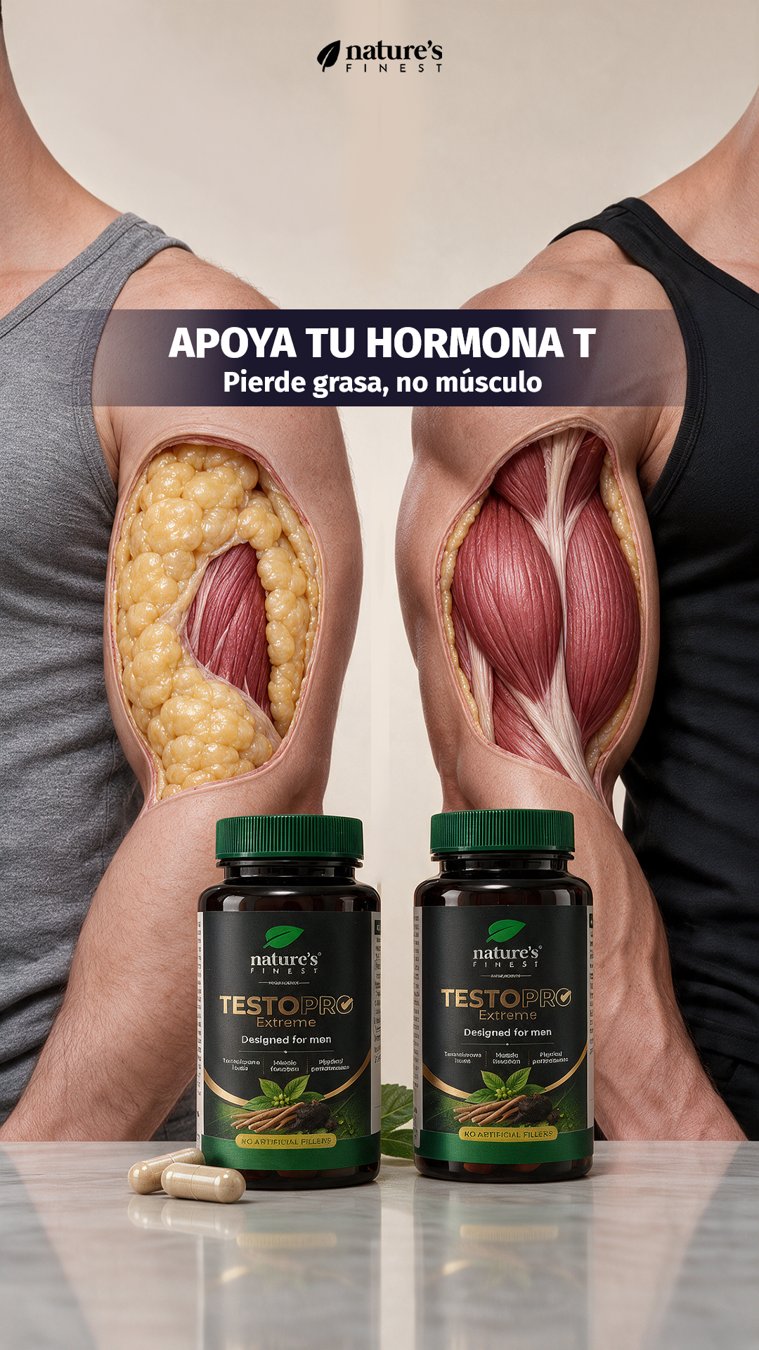 nature's
FINEST
APOYA TU HORMONA T
Pierde grasa, no músculo
nature's
FINEST
TESTOPRO
Extreme
Designed for men
NO ARTIFICIAL FILLERS
nature's
FINEST
TESTOPRO
Extreme
Designed for men
NO ARTIFICIAL FILLERS